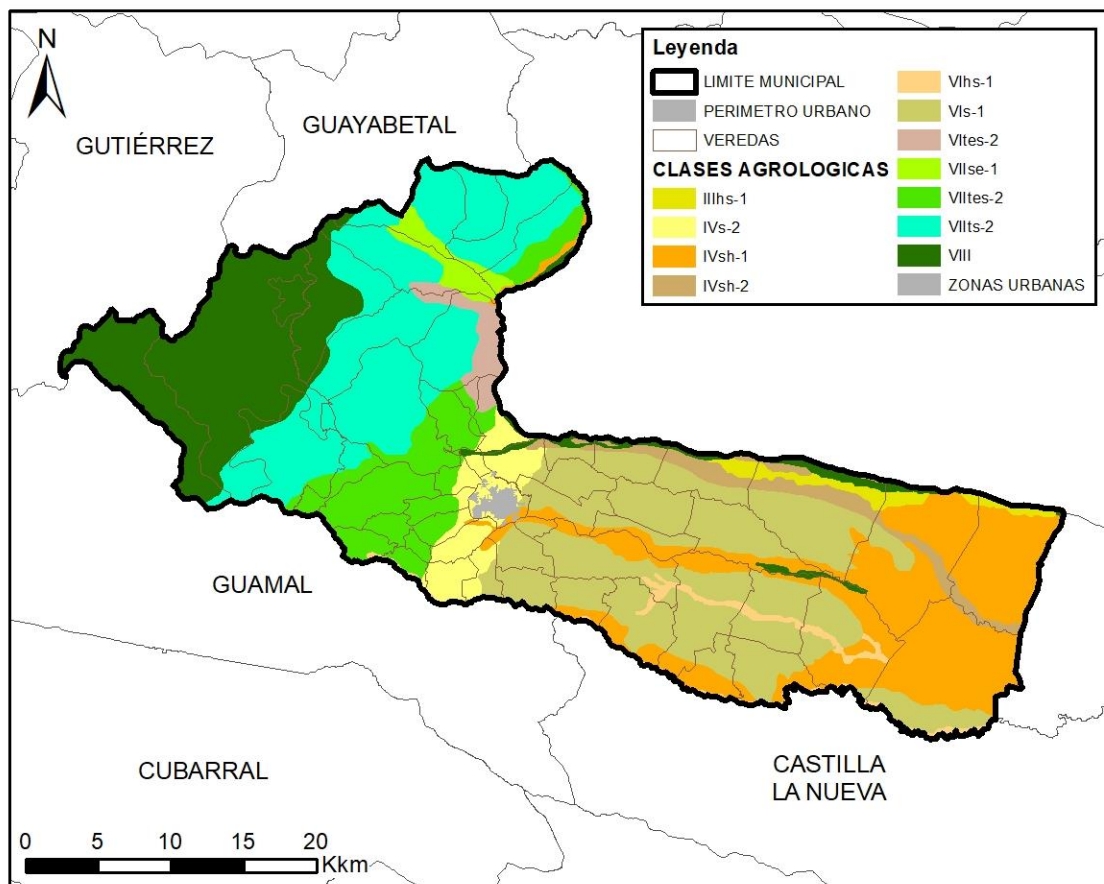 N
GUTIÉRREZ
GUAYABETAL
Leyenda
LIMITE MUNICIPAL
PERIMETRO URBANO
VEREDAS
CLASES AGROLOGICAS
IIIhs-1
IVs-2
IVsh-1
IVsh-2
VIhs-1
VIs-1
VItes-2
VIIse-1
VIItes-2
VIIts-2
VIII
ZONAS URBANAS
GUAMAL
CUBARRAL
CASTILLA
LA NUEVA
0 5 10 15 20
Kkm